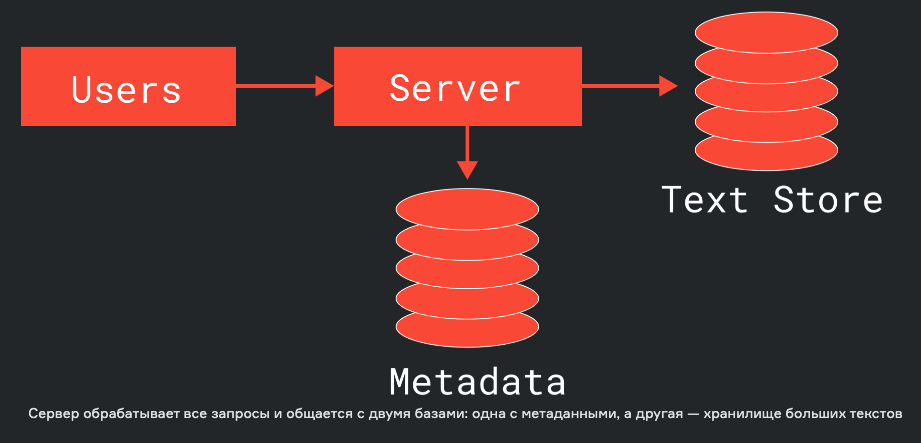 Users
Server
Text Store
Metadata
Сервер обрабатывает все запросы и общается с двумя базами: одна с метаданными, а другая — хранилище больших текстов